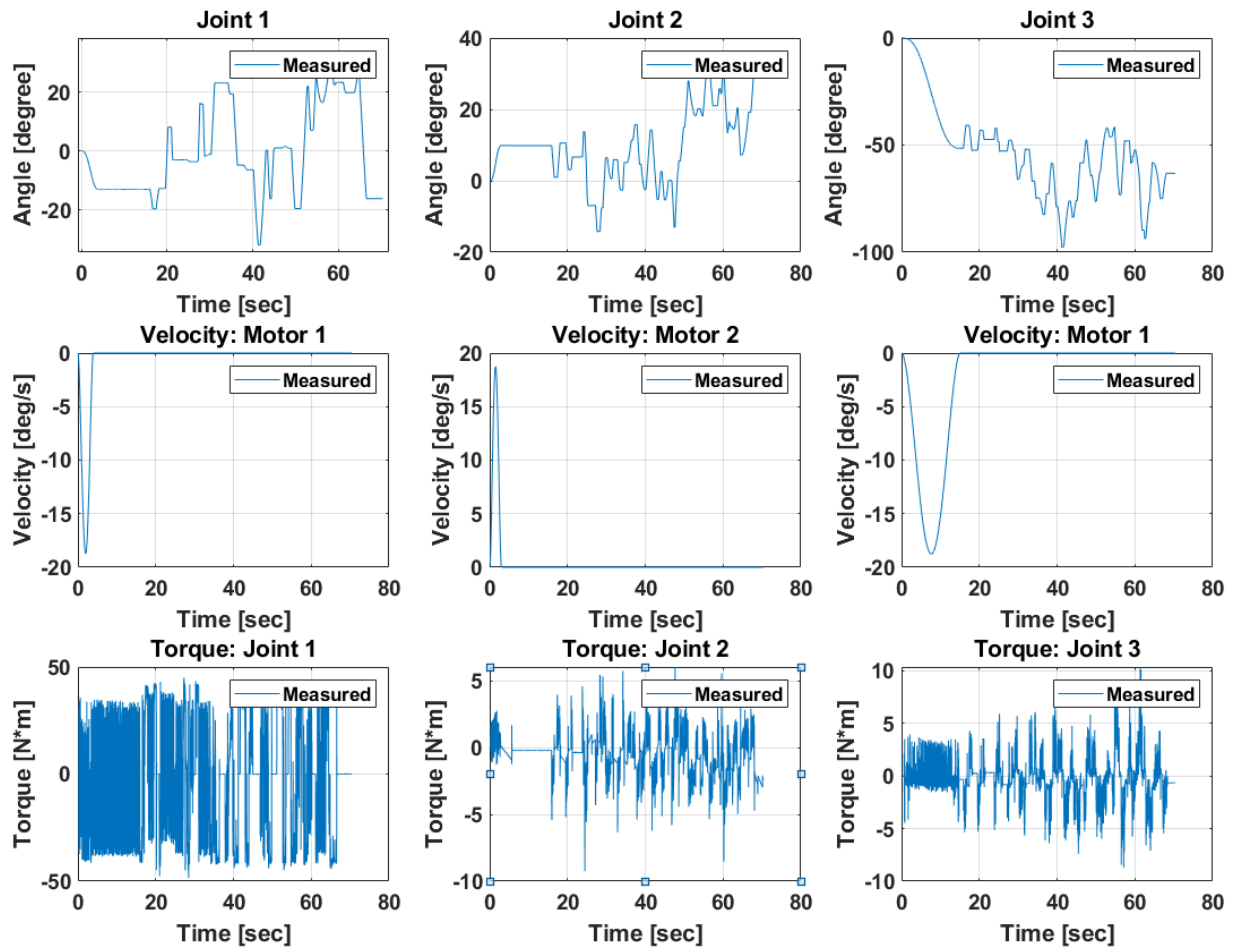 Joint 1
Measured
Angle [degree]
20
0
-20
0
20
40
60
Time [sec]
Joint 2
Measured
Angle [degree]
40
20
0
-20
0
20
40
60
80
Time [sec]
Joint 3
Measured
Angle [degree]
0
-50
-100
0
20
40
60
80
Time [sec]
Velocity: Motor 1
Measured
Velocity [deg/s]
0
-5
-10
-15
-20
0
20
40
60
80
Time [sec]
Velocity: Motor 2
Measured
Velocity [deg/s]
20
15
10
5
0
0
20
40
60
80
Time [sec]
Velocity: Motor 1
Measured
Velocity [deg/s]
0
-5
-10
-15
-20
0
20
40
60
80
Time [sec]
Torque: Joint 1
Measured
Torque [N*m]
50
0
-50
0
20
40
60
80
Time [sec]
Torque: Joint 2
Measured
Torque [N*m]
5
0
-5
-10
0
20
40
60
80
Time [sec]
Torque: Joint 3
Measured
Torque [N*m]
10
5
0
-5
-10
0
20
40
60
80
Time [sec]